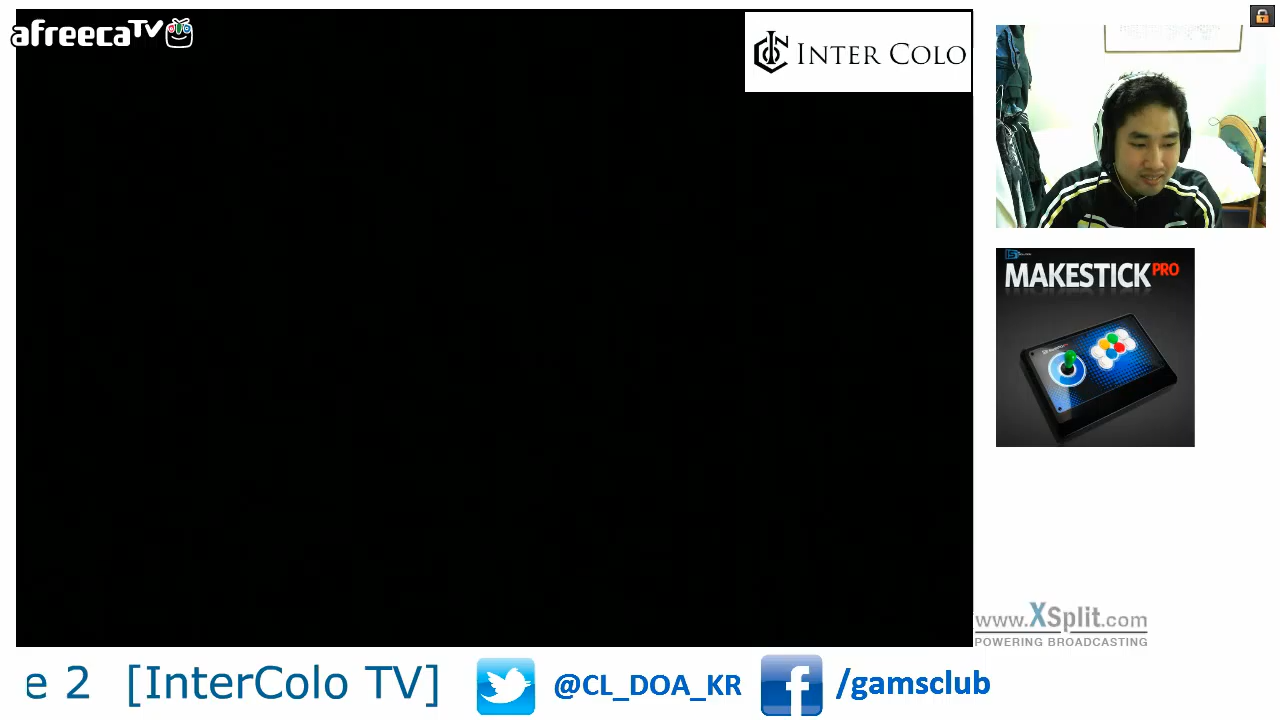 afreecaTV
INTER COLO
MAKESTICK PRO
www.XSplit.com
POWERING BROADCASTING
e 2 [InterColo TV]
@CL_DOA_KR
/gamsclub